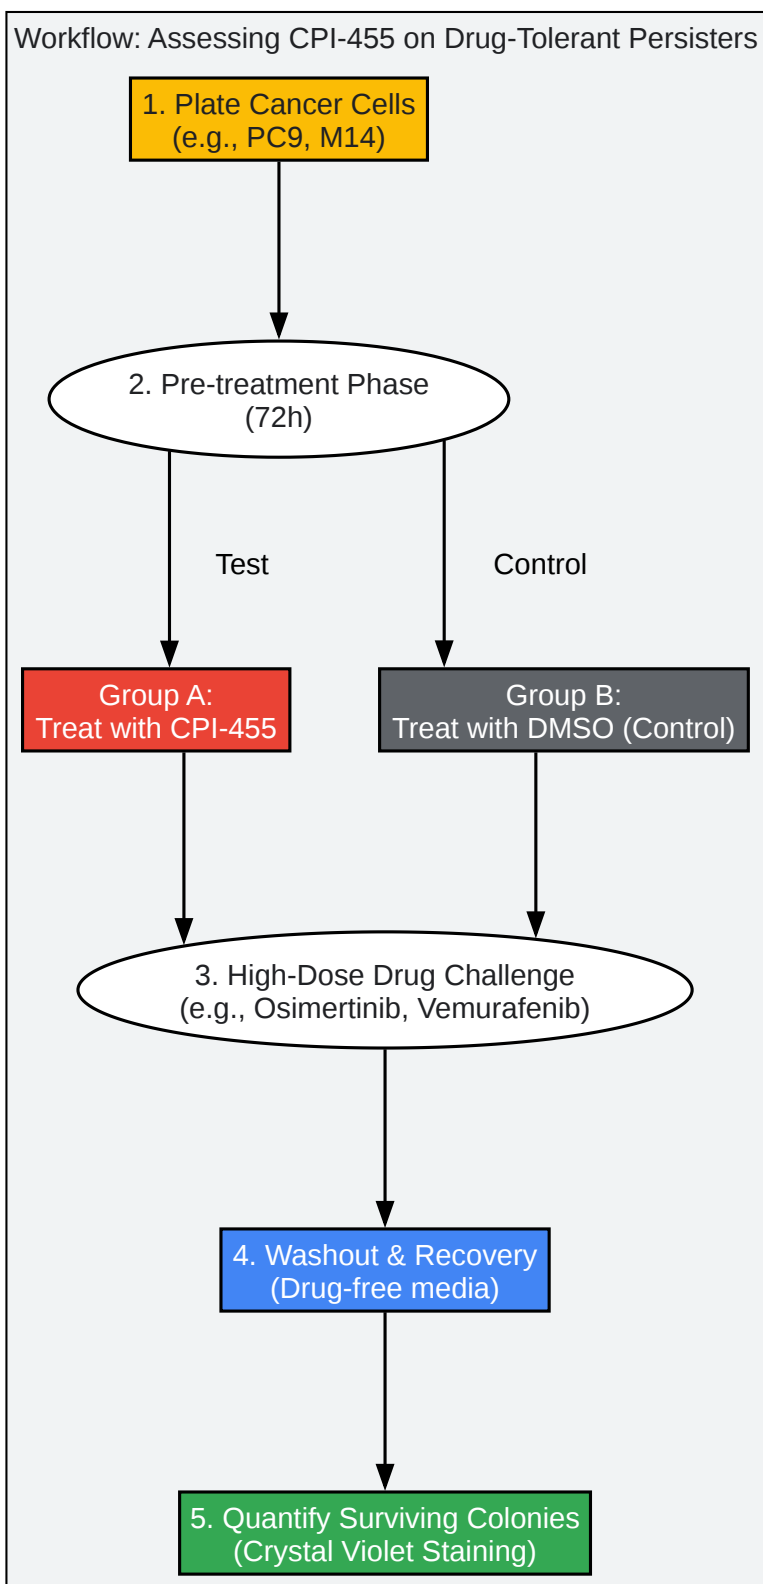 Workflow: Assessing CPI-455 on Drug-Tolerant Persisters
1. Plate Cancer Cells
(e.g., PC9, M14)
2. Pre-treatment Phase
(72h)
Test
Control
Group A:
Treat with CPI-455
Group B:
Treat with DMSO (Control)
3. High-Dose Drug Challenge
(e.g., Osimertinib, Vemurafenib)
4. Washout & Recovery
(Drug-free media)
5. Quantify Surviving Colonies
(Crystal Violet Staining)